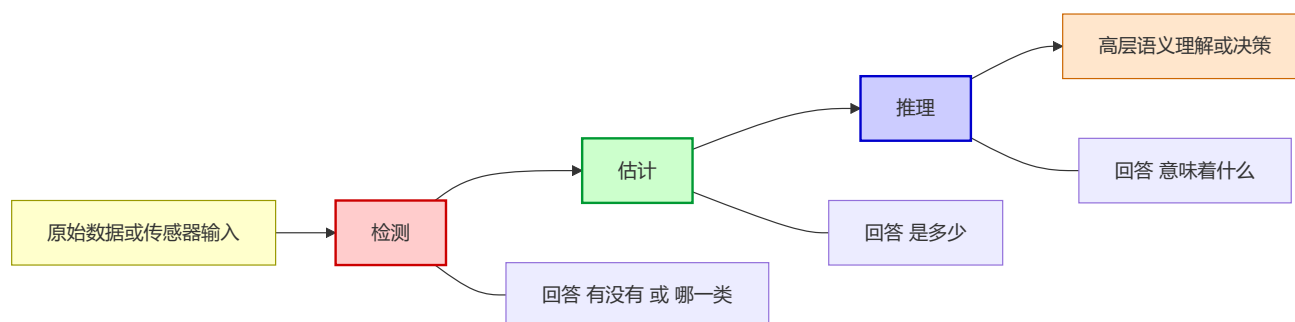 原始数据或传感器输入
检测
回答 有没有 或 哪一类
估计
回答 是多少
推理
回答 意味着什么
高层语义理解或决策